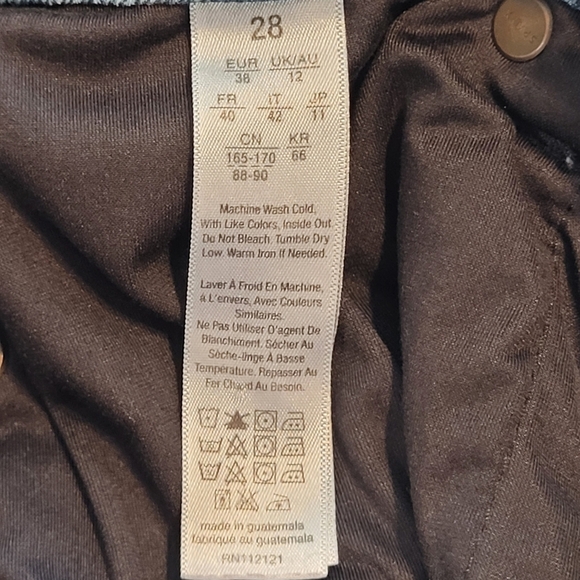 28
EUR UK/AU
38 12
FR IT JP
40 42 11
CN KR
165-170 66
88-90
Machine Wash Cold,
With Like Colors, Inside Out
Do Not Bleach. Tumble Dry
Low. Warm Iron If Needed.
Laver À Froid En Machine,
à L'envers, Avec Couleurs
Similaires.
Ne Pas Utiliser D'agent De
Blanchiment. Sécher Au
Sèche-linge À Basse
Température. Repasser Au
Fer Chaud Au Besoin.
made in guatemala
fabriqué au guatemala
RN112121